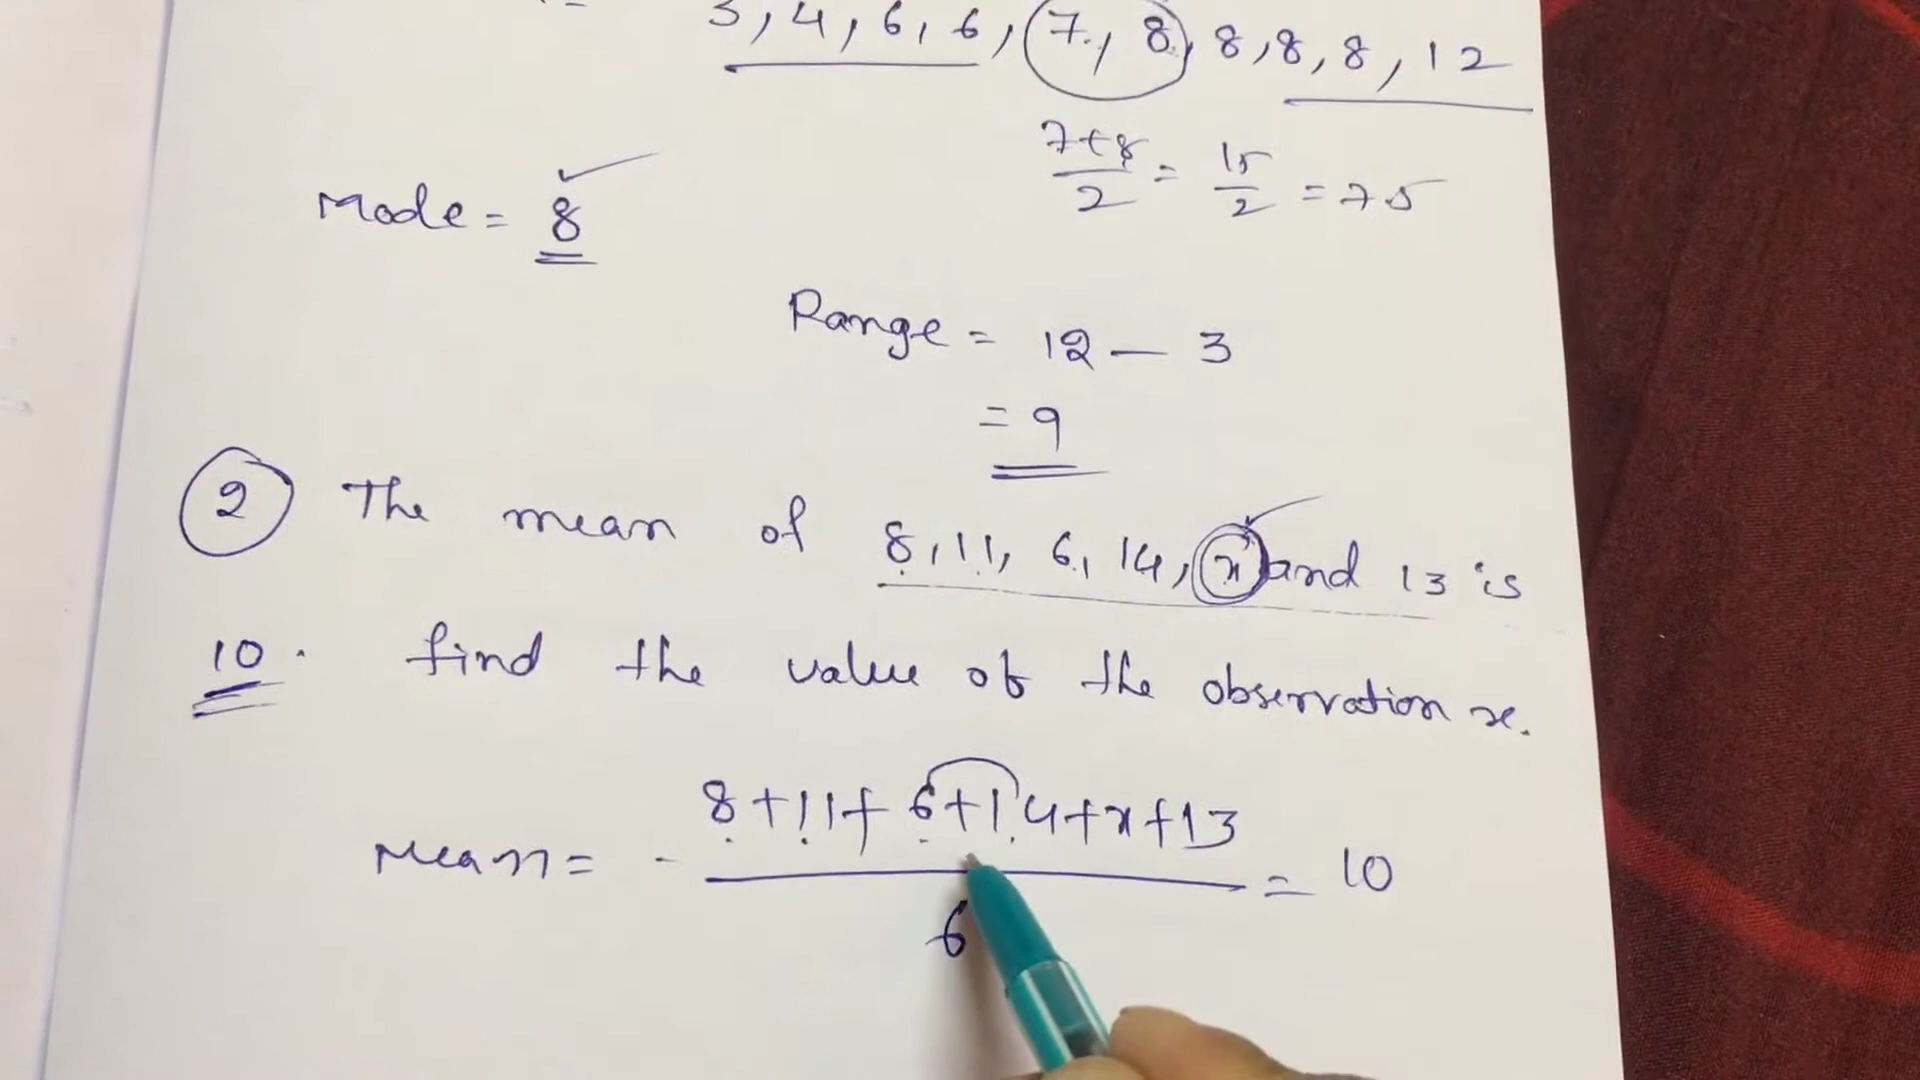 3, 4, 6, 6, 7, 8, 8, 8, 8, 12
7+8/2 = 15/2 = 7.5
Mode = 8
Range = 12 — 3
= 9
2 The mean of 8, 11, 6, 14, x and 13 is
10. find the value of the observation x.
Mean = 8+11+6+14+x+13/6 = 10